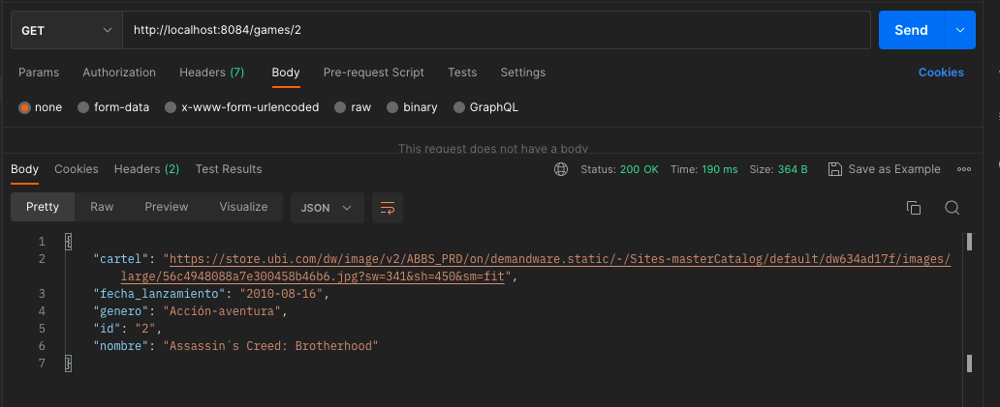 GET http://localhost:8084/games/2 Send
Params Authorization Headers (7) Body Pre-request Script Tests Settings Cookies
none form-data x-www-form-urlencoded raw binary GraphQL
This request does not have a body
Body Cookies Headers (2) Test Results Status: 200 OK Time: 190 ms Size: 364 B Save as Example
Pretty Raw Preview Visualize JSON
1 {
2 "cartel": "https://store.ubi.com/dw/image/v2/ABBS_PRD/on/demandware.static/-/Sites-masterCatalog/default/dw634ad17f/images/
large/56c4948088a7e300458b46b6.jpg?sw=341&sh=450&sm=fit",
3 "fecha_lanzamiento": "2010-08-16",
4 "genero": "Acción-aventura",
5 "id": "2",
6 "nombre": "Assassin´s Creed: Brotherhood"
7 }